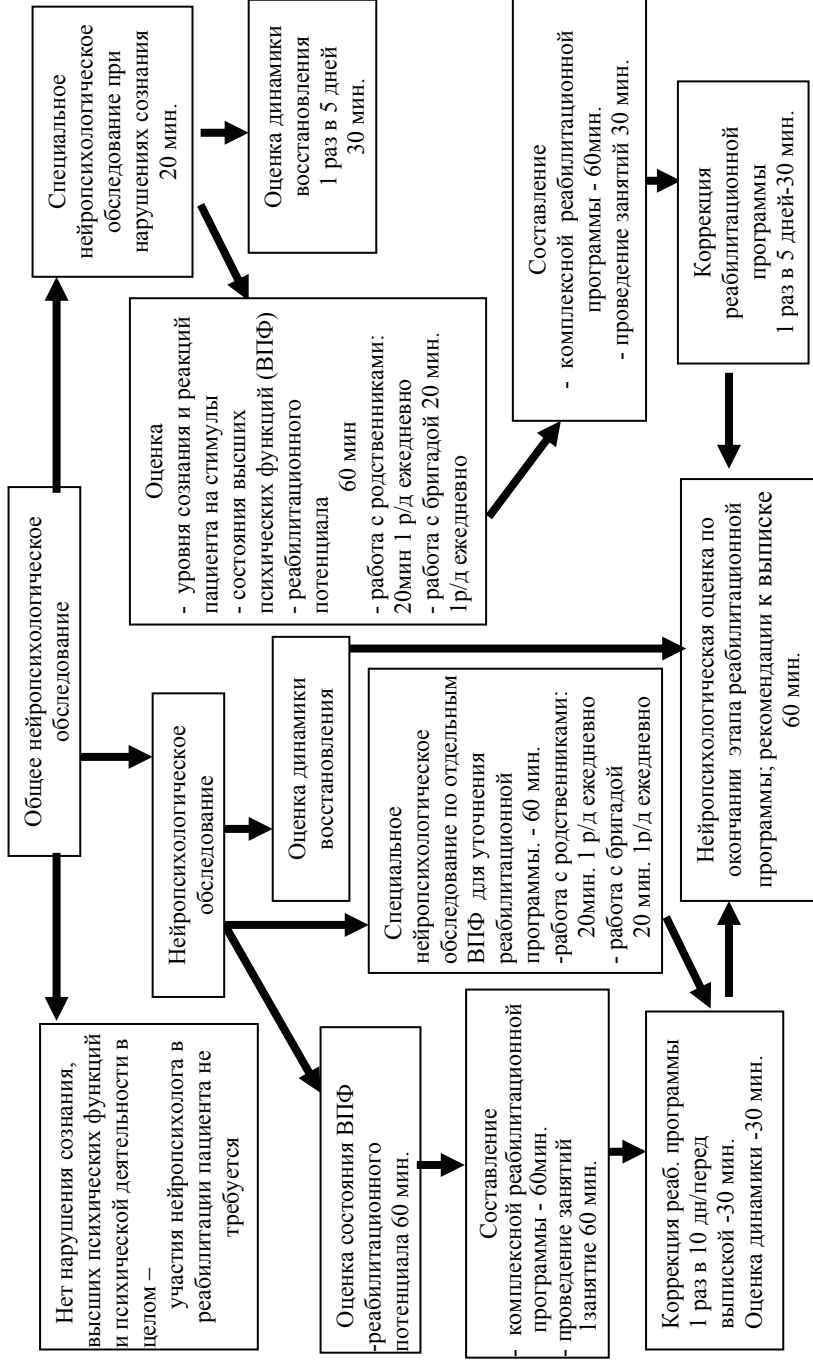 Общее нейропсихологическое
обследование
Нет нарушения сознания,
высших психических функций
и психической деятельности в
целом –
участия нейропсихолога в
реабилитации пациента не
требуется
Нейропсихологическое
обследование
Специальное
нейропсихологическое
обследование при
нарушениях сознания
20 мин.
Оценка состояния ВПФ
-реабилитационного
потенциала 60 мин.
Оценка динамики
восстановления
Оценка
- уровня сознания и реакций
пациента на стимулы
- состояния высших
психических функций (ВПФ)
- реабилитационного
потенциала
60 мин
- работа с родственниками:
20мин 1 р/д ежедневно
- работа с бригадой 20 мин.
1р/д ежедневно
Оценка динамики
восстановления
1 раз в 5 дней
30 мин.
Составление
- комплексной реабилитационной
программы - 60мин.
- проведение занятий
1занятие 60 мин.
Специальное
нейропсихологическое
обследование по отдельным
ВПФ для уточнения
реабилитационной
программы. - 60 мин.
-работа с родственниками:
20мин. 1 р/д ежедневно
- работа с бригадой
20 мин. 1р/д ежедневно
Составление
- комплексной реабилитационной
программы - 60мин.
- проведение занятий 30 мин.
Коррекция реаб. программы
1 раз в 10 дн/перед
выпиской -30 мин.
Оценка динамики -30 мин.
Нейропсихологическая оценка по
окончании этапа реабилитационной
программы; рекомендации к выписке
60 мин.
Коррекция
реабилитационной
программы
1 раз в 5 дней-30 мин.